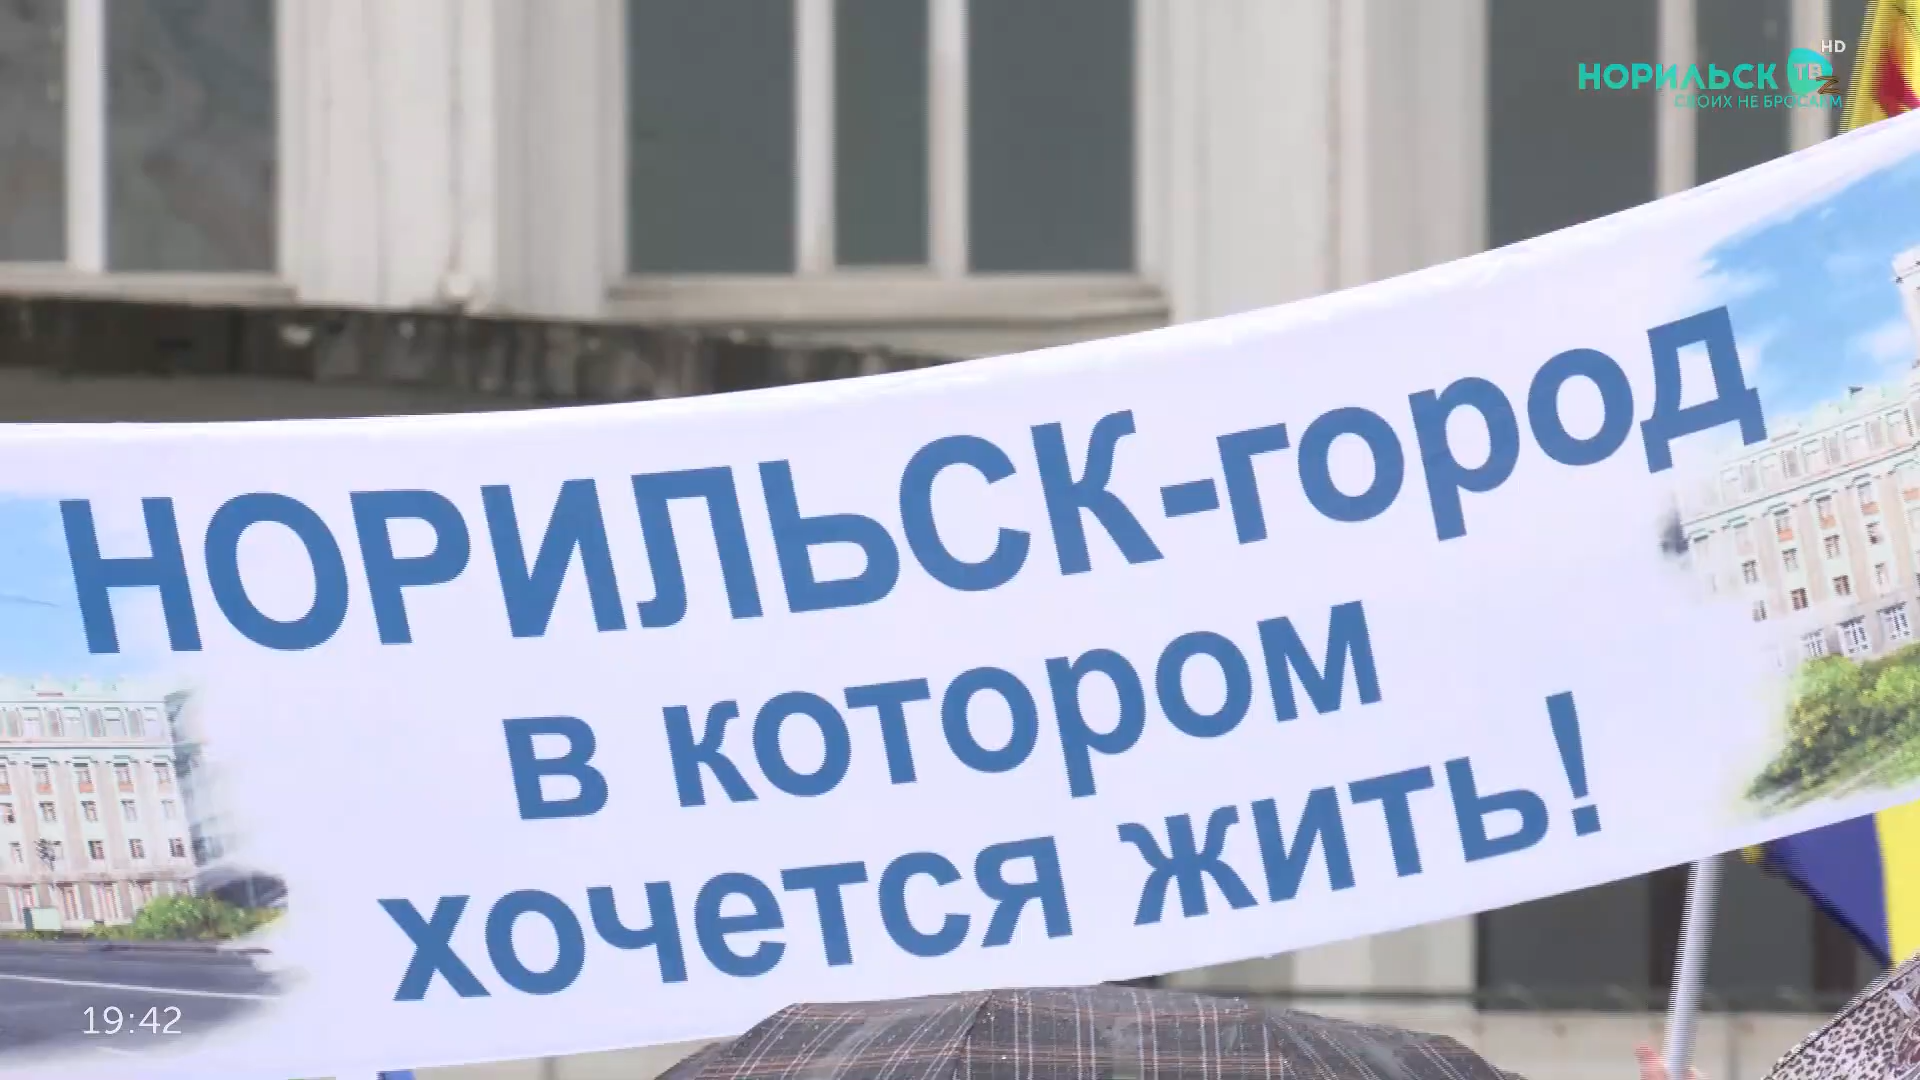 HD
НОРИЛЬСК ТВ
СВОИХ НЕ БРОСАЕМ
НОРИЛЬСК-город
в котором
хочется жить!
19:42